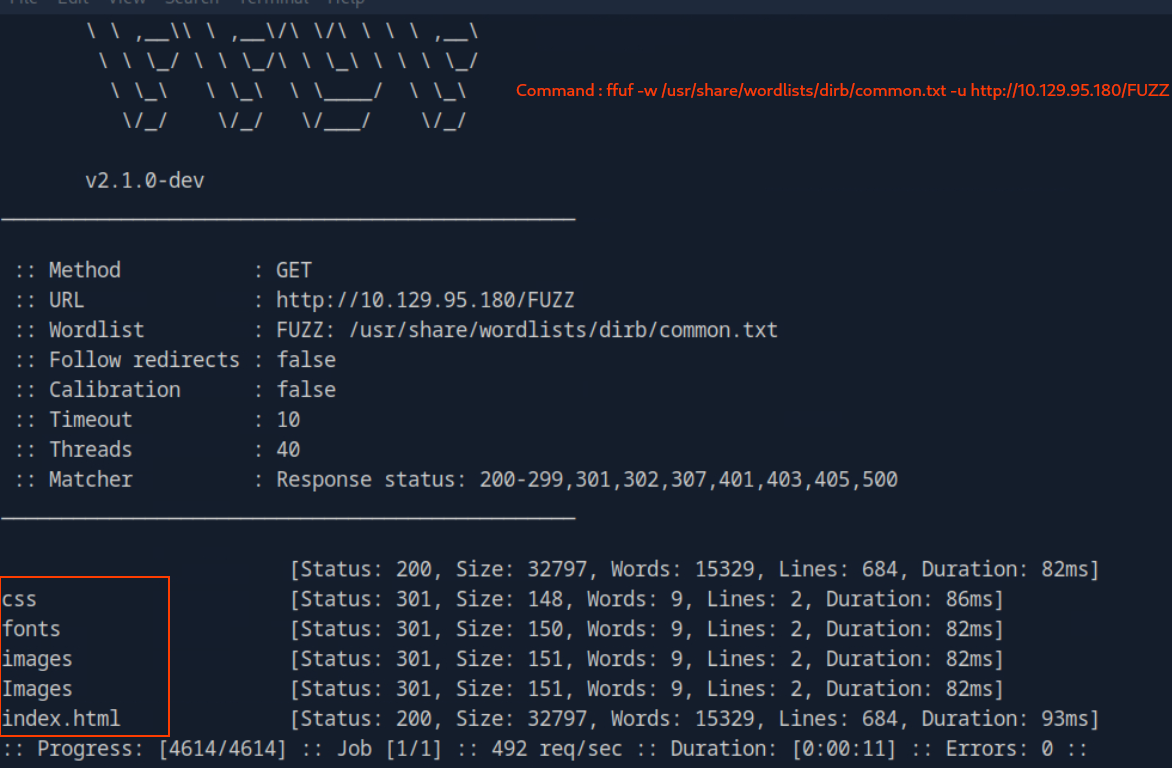 File Edit View Search Terminal Help
Command : ffuf -w /usr/share/wordlists/dirb/common.txt -u http://10.129.95.180/FUZZ
v2.1.0-dev
:: Method : GET
:: URL : http://10.129.95.180/FUZZ
:: Wordlist : FUZZ: /usr/share/wordlists/dirb/common.txt
:: Follow redirects : false
:: Calibration : false
:: Timeout : 10
:: Threads : 40
:: Matcher : Response status: 200-299,301,302,307,401,403,405,500
[Status: 200, Size: 32797, Words: 15329, Lines: 684, Duration: 82ms]
css [Status: 301, Size: 148, Words: 9, Lines: 2, Duration: 86ms]
fonts [Status: 301, Size: 150, Words: 9, Lines: 2, Duration: 82ms]
images [Status: 301, Size: 151, Words: 9, Lines: 2, Duration: 82ms]
Images [Status: 301, Size: 151, Words: 9, Lines: 2, Duration: 82ms]
index.html [Status: 200, Size: 32797, Words: 15329, Lines: 684, Duration: 93ms]
:: Progress: [4614/4614] :: Job [1/1] :: 492 req/sec :: Duration: [0:00:11] :: Errors: 0 ::